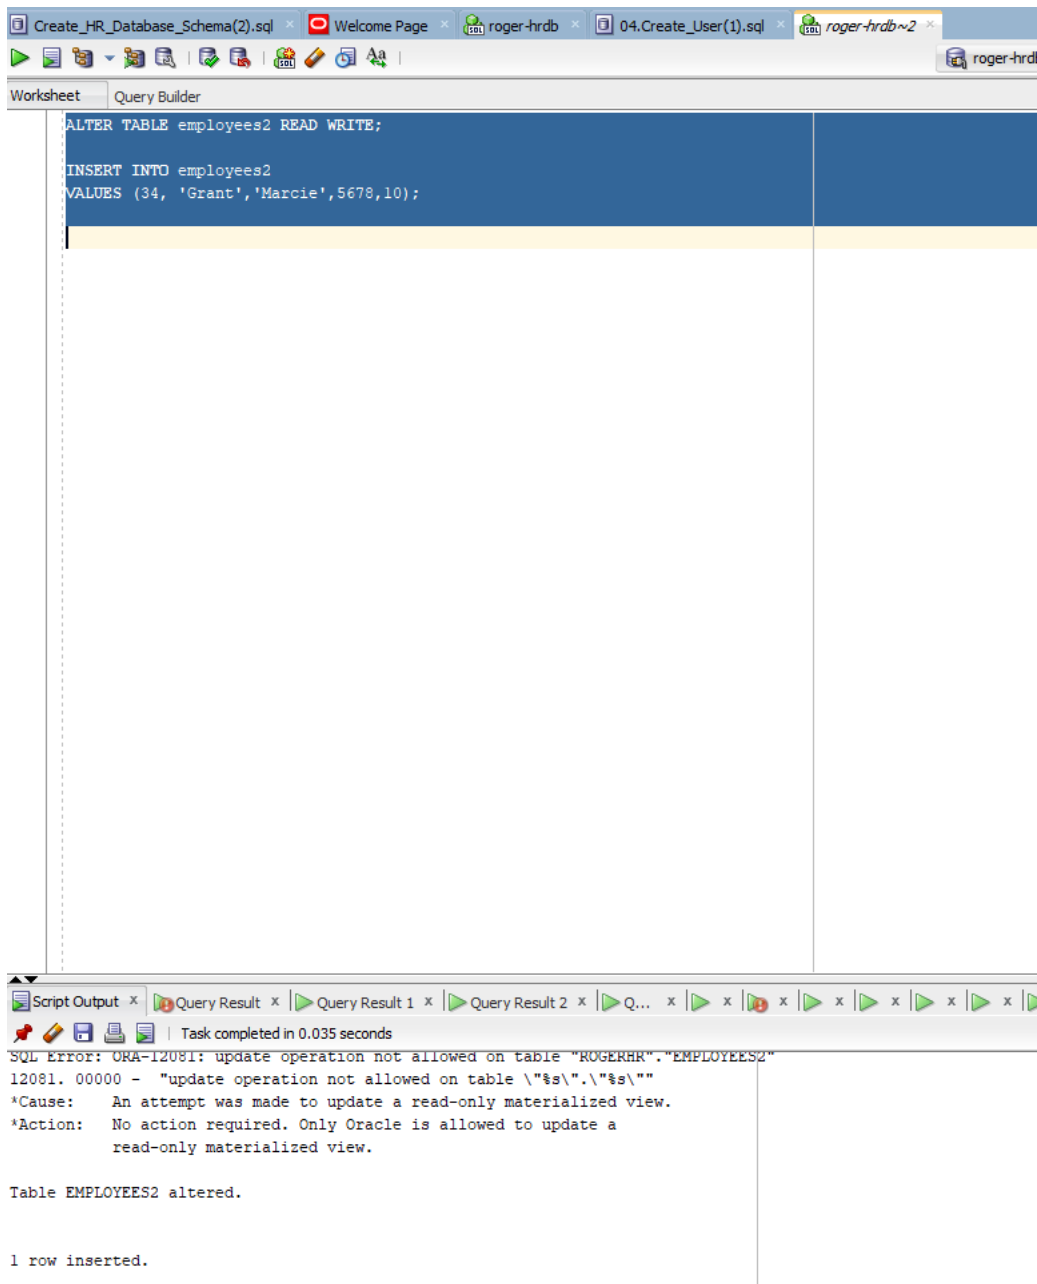 Create_HR_Database_Schema(2).sql Welcome Page roger-hrdb 04.Create_User(1).sql roger-hrdb~2
roger-hrdb
Worksheet Query Builder
ALTER TABLE employees2 READ WRITE;
INSERT INTO employees2
VALUES (34, 'Grant','Marcie',5678,10);
Script Output x Query Result x Query Result 1 x Query Result 2 x Q... x x x x x x x
Task completed in 0.035 seconds
SQL Error: ORA-12081: update operation not allowed on table "ROGERHR"."EMPLOYEES2"
12081. 00000 - "update operation not allowed on table \"%s\".\"%s\""
*Cause: An attempt was made to update a read-only materialized view.
*Action: No action required. Only Oracle is allowed to update a
read-only materialized view.
Table EMPLOYEES2 altered.
1 row inserted.